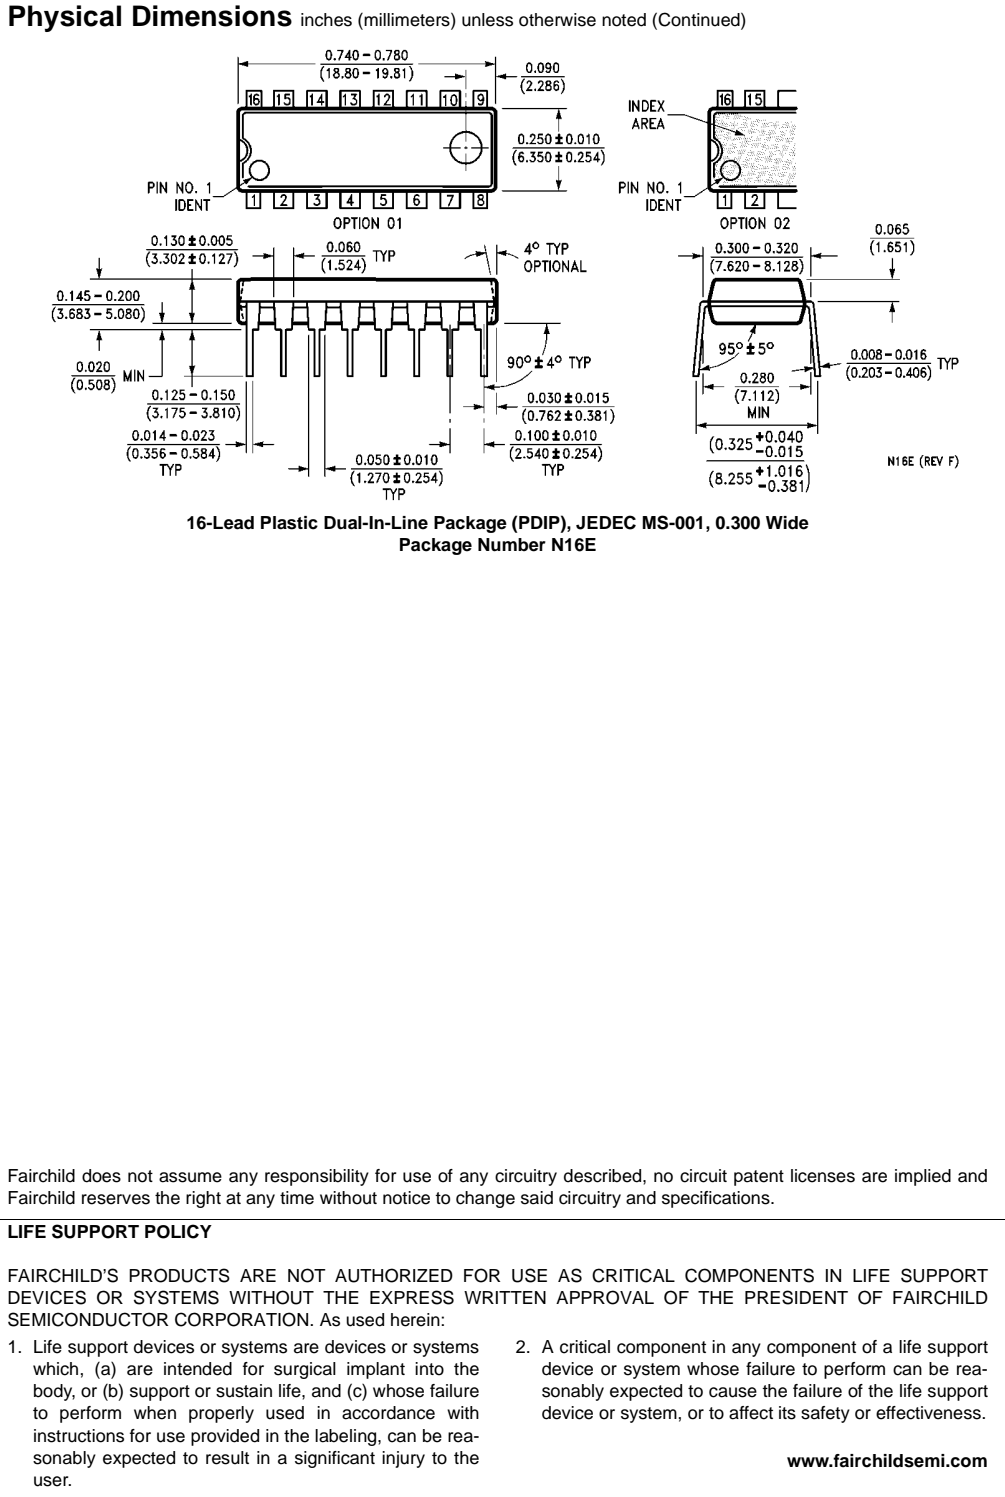 Physical Dimensions inches (millimeters) unless otherwise noted (Continued)
0.740 – 0.780
(18.80 – 19.81)
0.090
(2.286)
16 15 14 13 12 11 10 9
16 15
INDEX
AREA
0.250 ± 0.010
(6.350 ± 0.254)
PIN NO. 1
IDENT
1 2 3 4 5 6 7 8
PIN NO. 1
IDENT
1 2
OPTION 01
OPTION 02
0.065
(1.651)
0.130 ± 0.005
(3.302 ± 0.127)
0.060
(1.524)
TYP
4° TYP
OPTIONAL
0.300 – 0.320
(7.620 – 8.128)
0.145 – 0.200
(3.683 – 5.080)
95° ± 5°
90° ± 4° TYP
0.008 – 0.016
(0.203 – 0.406)
TYP
0.020
(0.508)
MIN
0.280
(7.112)
MIN
0.125 – 0.150
(3.175 – 3.810)
0.030 ± 0.015
(0.762 ± 0.381)
0.014 – 0.023
(0.356 – 0.584)
TYP
0.100 ± 0.010
(2.540 ± 0.254)
TYP
0.050 ± 0.010
(1.270 ± 0.254)
TYP
(0.325 +0.040
–0.015
(8.255 +1.016
–0.381)
N16E (REV F)
16-Lead Plastic Dual-In-Line Package (PDIP), JEDEC MS-001, 0.300 Wide
Package Number N16E
Fairchild does not assume any responsibility for use of any circuitry described, no circuit patent licenses are implied and
Fairchild reserves the right at any time without notice to change said circuitry and specifications.
LIFE SUPPORT POLICY
FAIRCHILD'S PRODUCTS ARE NOT AUTHORIZED FOR USE AS CRITICAL COMPONENTS IN LIFE SUPPORT
DEVICES OR SYSTEMS WITHOUT THE EXPRESS WRITTEN APPROVAL OF THE PRESIDENT OF FAIRCHILD
SEMICONDUCTOR CORPORATION. As used herein:
1. Life support devices or systems are devices or systems
which, (a) are intended for surgical implant into the
body, or (b) support or sustain life, and (c) whose failure
to perform when properly used in accordance with
instructions for use provided in the labeling, can be rea-
sonably expected to result in a significant injury to the
user.
2. A critical component in any component of a life support
device or system whose failure to perform can be rea-
sonably expected to cause the failure of the life support
device or system, or to affect its safety or effectiveness.
www.fairchildsemi.com